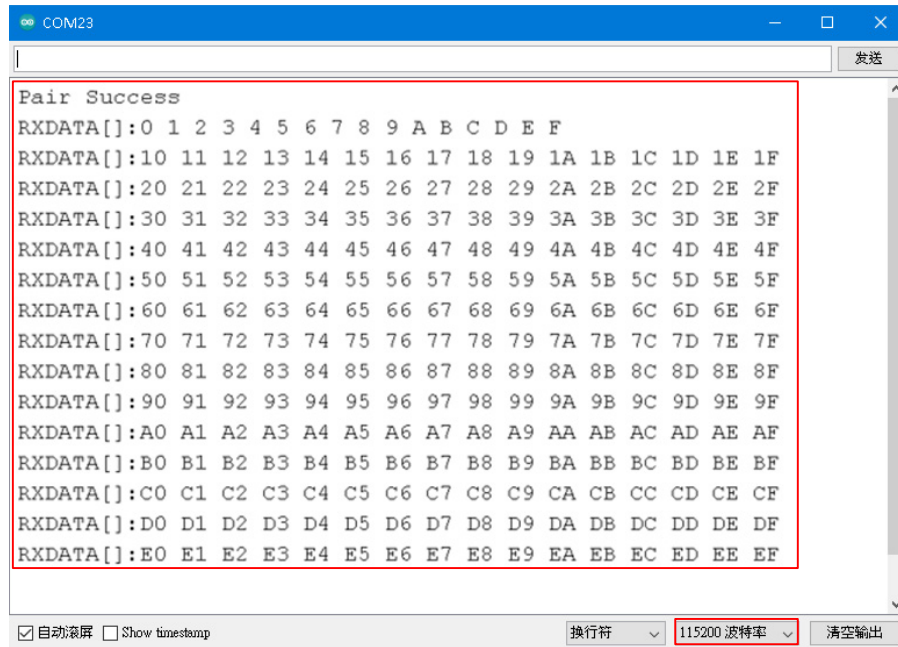 COM23
发送
Pair Success
RXDATA[]:0 1 2 3 4 5 6 7 8 9 A B C D E F
RXDATA[]:10 11 12 13 14 15 16 17 18 19 1A 1B 1C 1D 1E 1F
RXDATA[]:20 21 22 23 24 25 26 27 28 29 2A 2B 2C 2D 2E 2F
RXDATA[]:30 31 32 33 34 35 36 37 38 39 3A 3B 3C 3D 3E 3F
RXDATA[]:40 41 42 43 44 45 46 47 48 49 4A 4B 4C 4D 4E 4F
RXDATA[]:50 51 52 53 54 55 56 57 58 59 5A 5B 5C 5D 5E 5F
RXDATA[]:60 61 62 63 64 65 66 67 68 69 6A 6B 6C 6D 6E 6F
RXDATA[]:70 71 72 73 74 75 76 77 78 79 7A 7B 7C 7D 7E 7F
RXDATA[]:80 81 82 83 84 85 86 87 88 89 8A 8B 8C 8D 8E 8F
RXDATA[]:90 91 92 93 94 95 96 97 98 99 9A 9B 9C 9D 9E 9F
RXDATA[]:A0 A1 A2 A3 A4 A5 A6 A7 A8 A9 AA AB AC AD AE AF
RXDATA[]:B0 B1 B2 B3 B4 B5 B6 B7 B8 B9 BA BB BC BD BE BF
RXDATA[]:C0 C1 C2 C3 C4 C5 C6 C7 C8 C9 CA CB CC CD CE CF
RXDATA[]:D0 D1 D2 D3 D4 D5 D6 D7 D8 D9 DA DB DC DD DE DF
RXDATA[]:E0 E1 E2 E3 E4 E5 E6 E7 E8 E9 EA EB EC ED EE EF
自动滚屏 Show timestamp 换行符 115200 波特率 清空输出